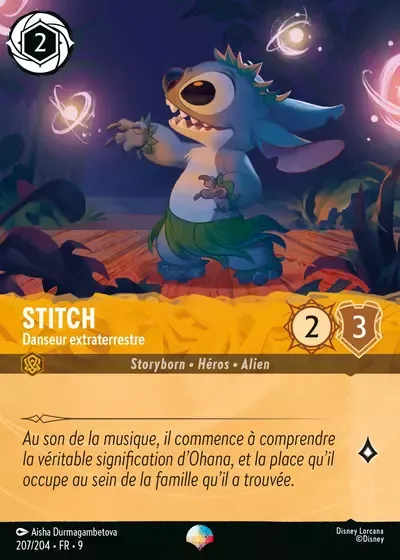 2
STITCH
Danseur extraterrestre
2
3
Storyborn • Héros • Alien
Au son de la musique, il commence à comprendre
la véritable signification d'Ohana, et la place qu'il
occupe au sein de la famille qu'il a trouvée.
Aisha Durmagambetova
207/204 • FR • 9
Disney Lorcana
©Disney